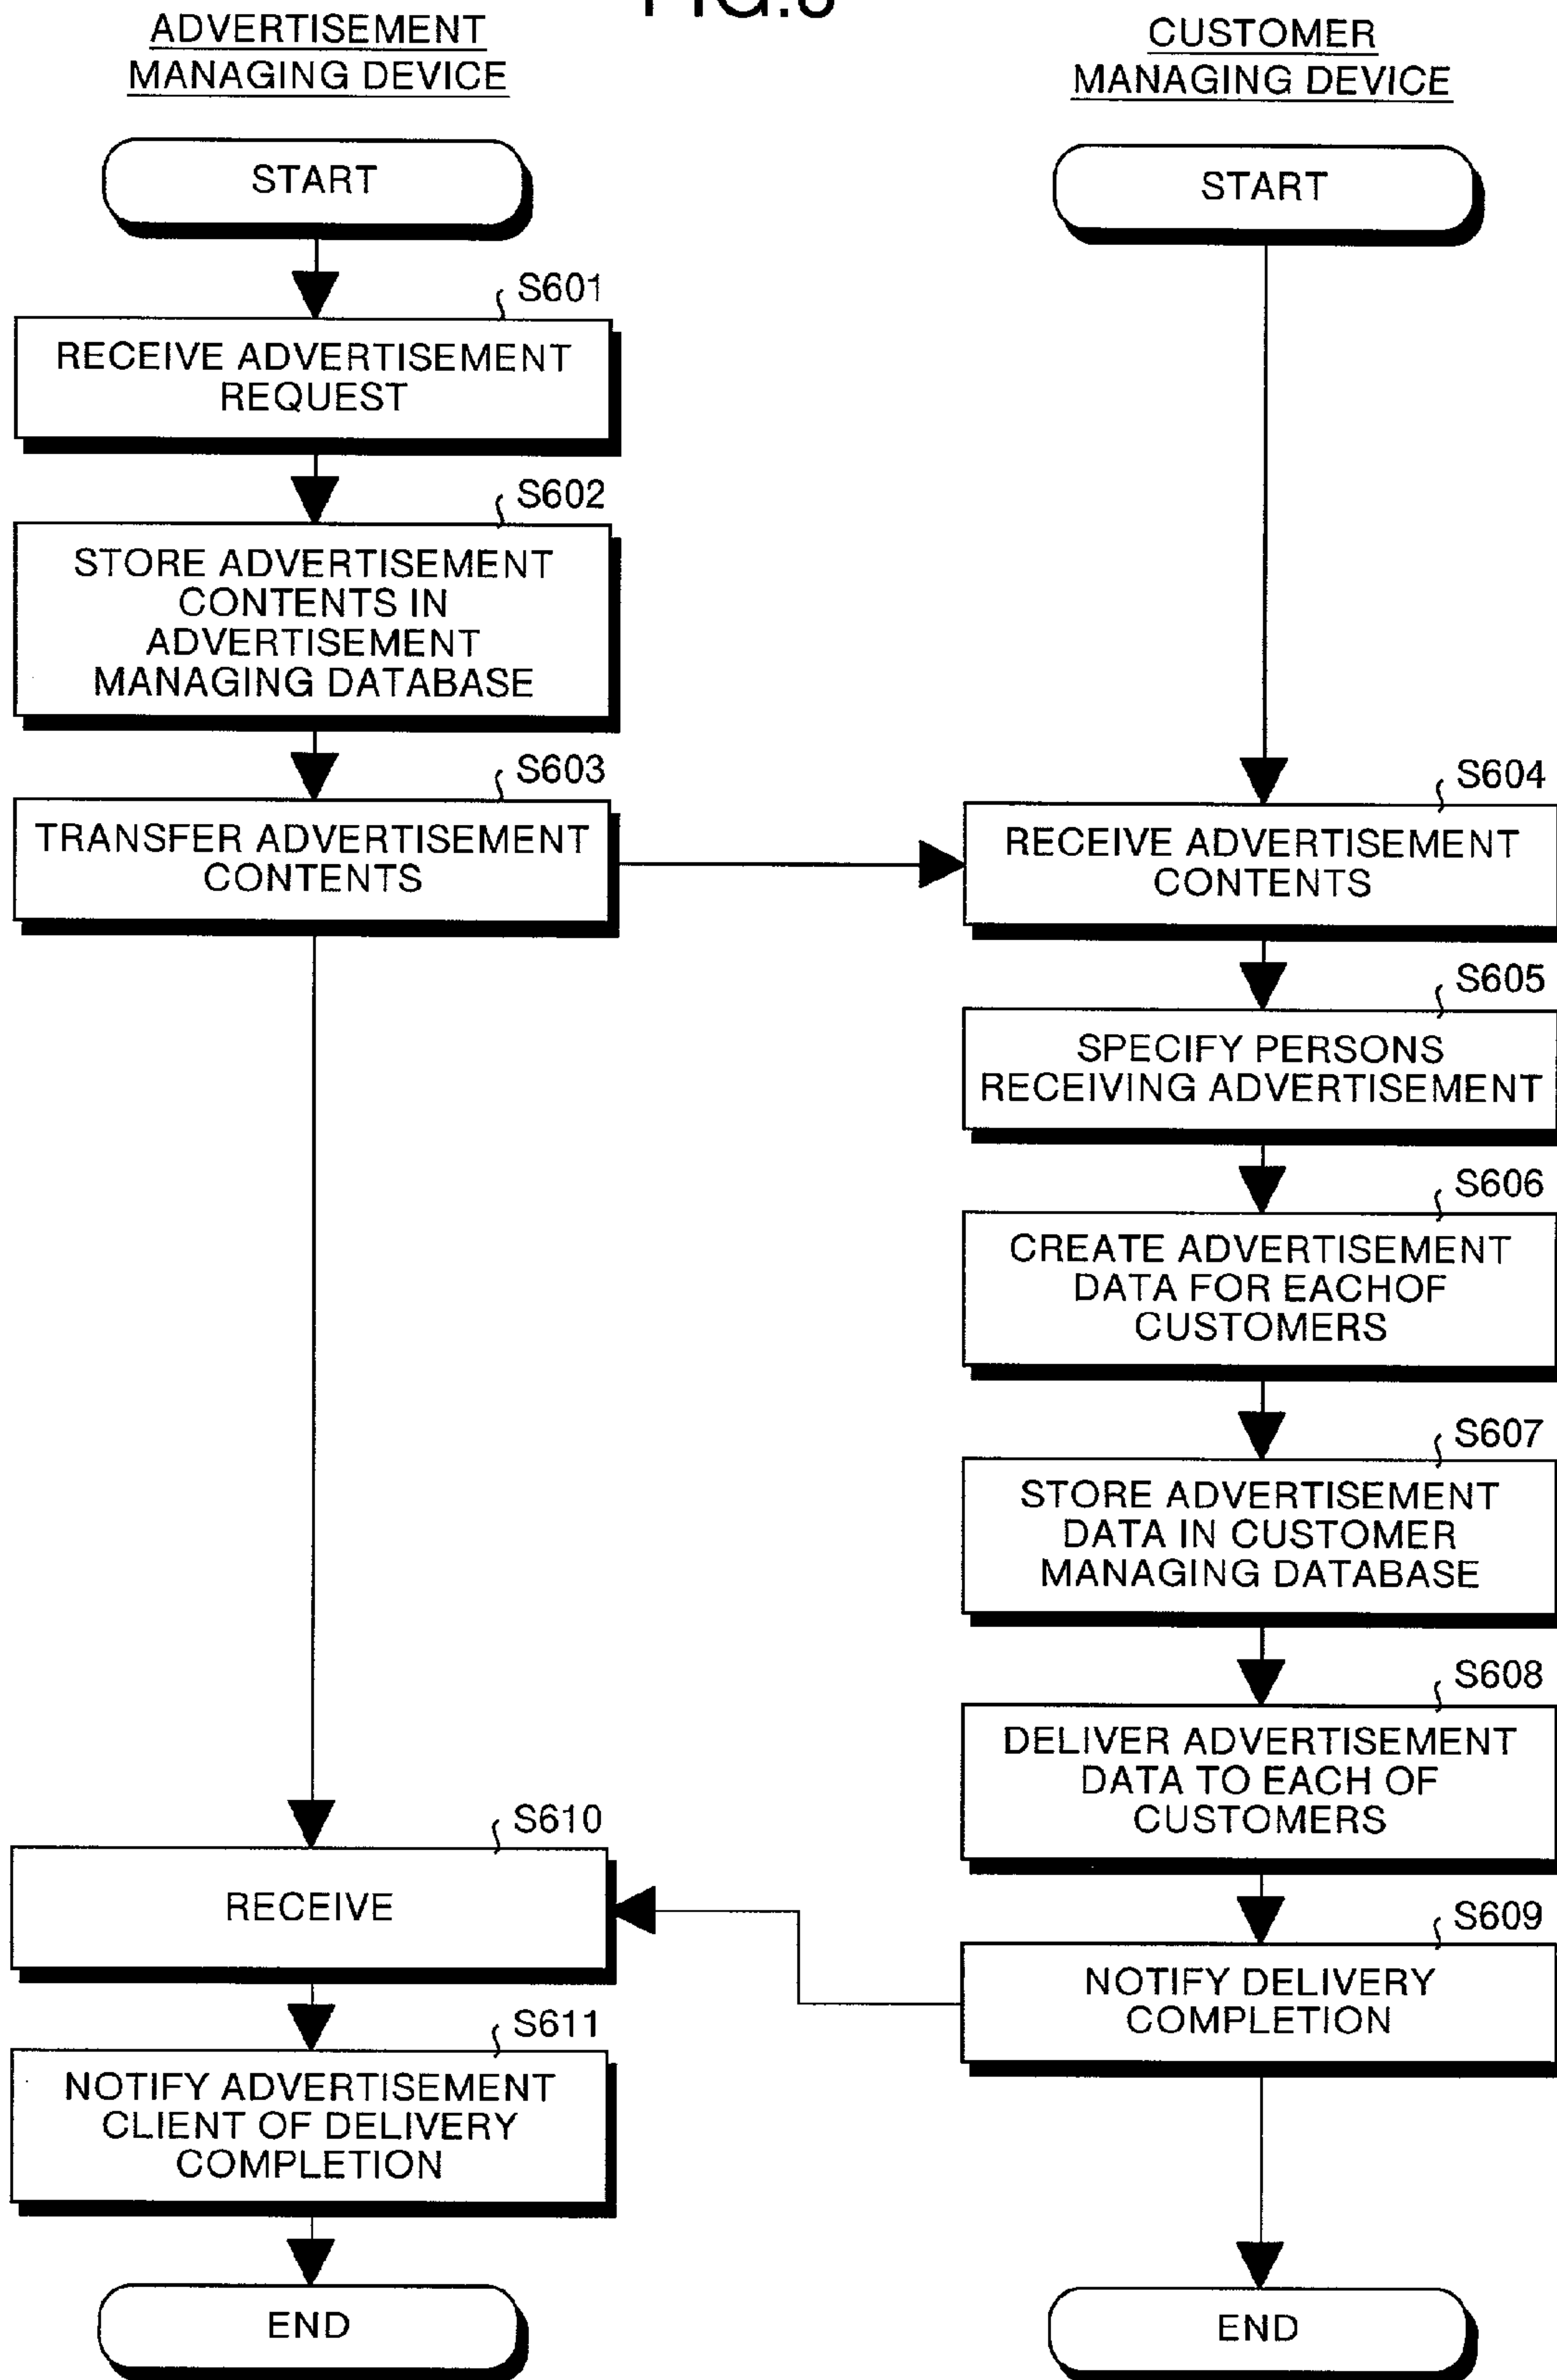 ADVERTISEMENT
MANAGING DEVICE
START
S601
RECEIVE ADVERTISEMENT
REQUEST
S602
STORE ADVERTISEMENT
CONTENTS IN
ADVERTISEMENT
MANAGING DATABASE
S603
TRANSFER ADVERTISEMENT
CONTENTS
S610
RECEIVE
S611
NOTIFY ADVERTISEMENT
CLIENT OF DELIVERY
COMPLETION
END
CUSTOMER
MANAGING DEVICE
START
S604
RECEIVE ADVERTISEMENT
CONTENTS
S605
SPECIFY PERSONS
RECEIVING ADVERTISEMENT
S606
CREATE ADVERTISEMENT
DATA FOR EACHOF
CUSTOMERS
S607
STORE ADVERTISEMENT
DATA IN CUSTOMER
MANAGING DATABASE
S608
DELIVER ADVERTISEMENT
DATA TO EACH OF
CUSTOMERS
S609
NOTIFY DELIVERY
COMPLETION
END